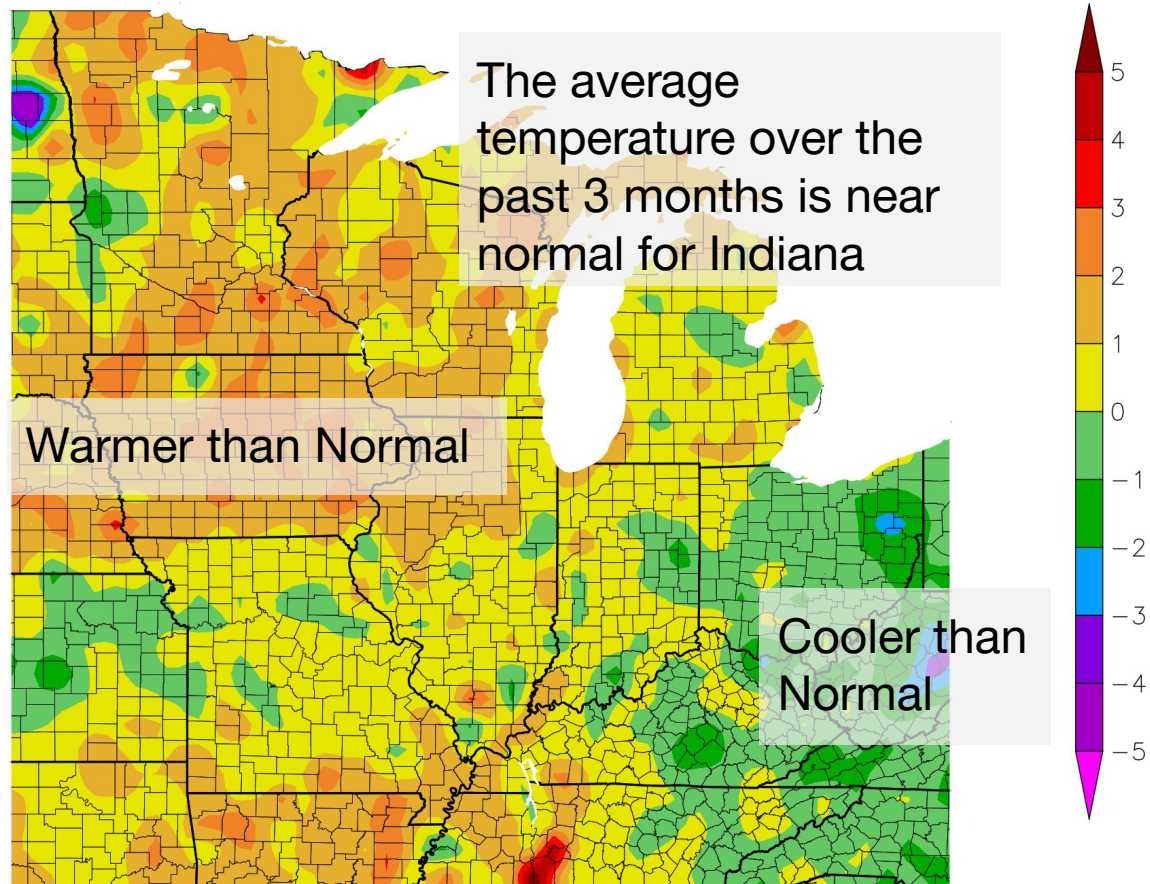 The average
temperature over the
past 3 months is near
normal for Indiana
Warmer than Normal
Cooler than
Normal
5
4
3
2
1
0
−1
−2
−3
−4
−5